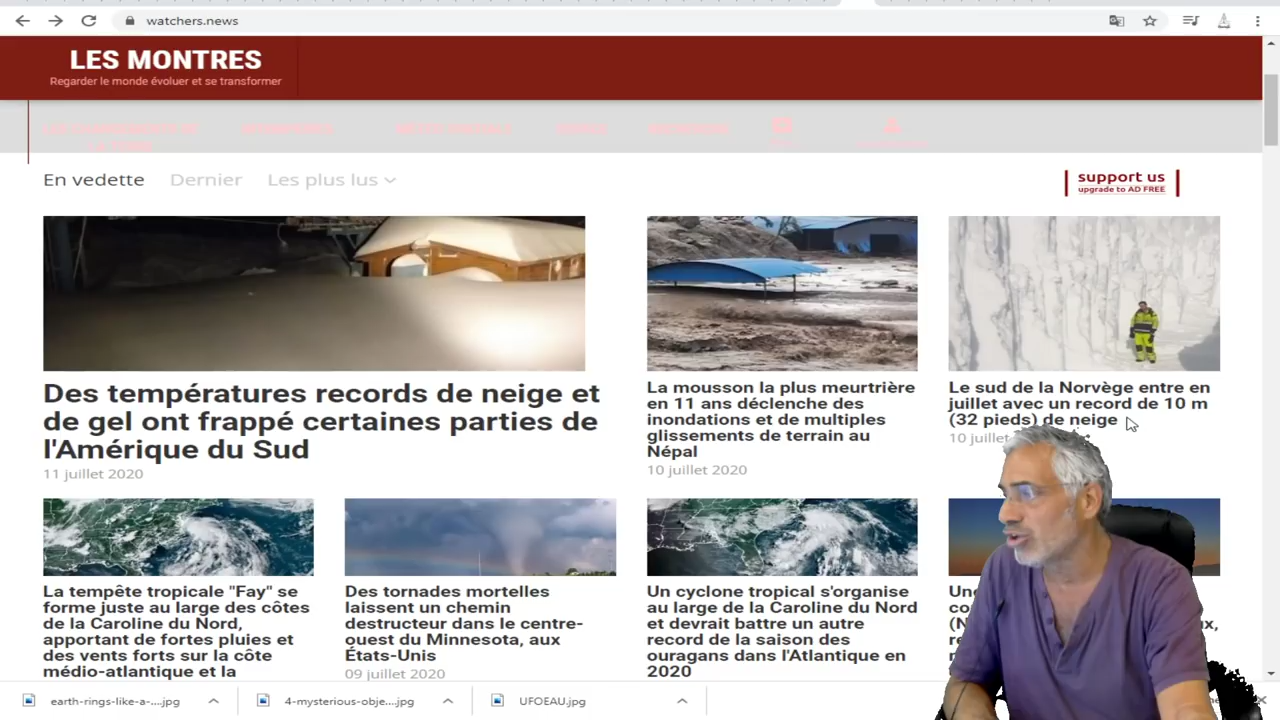 watchers.news
LES MONTRES
Regarder le monde évoluer et se transformer
En vedette Dernier Les plus lus
support us
upgrade to AD FREE
Des températures records de neige et
de gel ont frappé certaines parties de
l'Amérique du Sud
11 juillet 2020
La mousson la plus meurtrière
en 11 ans déclenche des
inondations et de multiples
glissements de terrain au
Népal
10 juillet 2020
Le sud de la Norvège entre en
juillet avec un record de 10 m
(32 pieds) de neige
10 juillet
La tempête tropicale "Fay" se
forme juste au large des côtes
de la Caroline du Nord,
apportant de fortes pluies et
des vents forts sur la côte
médio-atlantique et la
Des tornades mortelles
laissent un chemin
destructeur dans le centre-
ouest du Minnesota, aux
États-Unis
09 juillet 2020
Un cyclone tropical s'organise
au large de la Caroline du Nord
et devrait battre un autre
record de la saison des
ouragans dans l'Atlantique en
2020
earth-rings-like-a-....jpg
4-mysterious-obje....jpg
UFOEAU.jpg